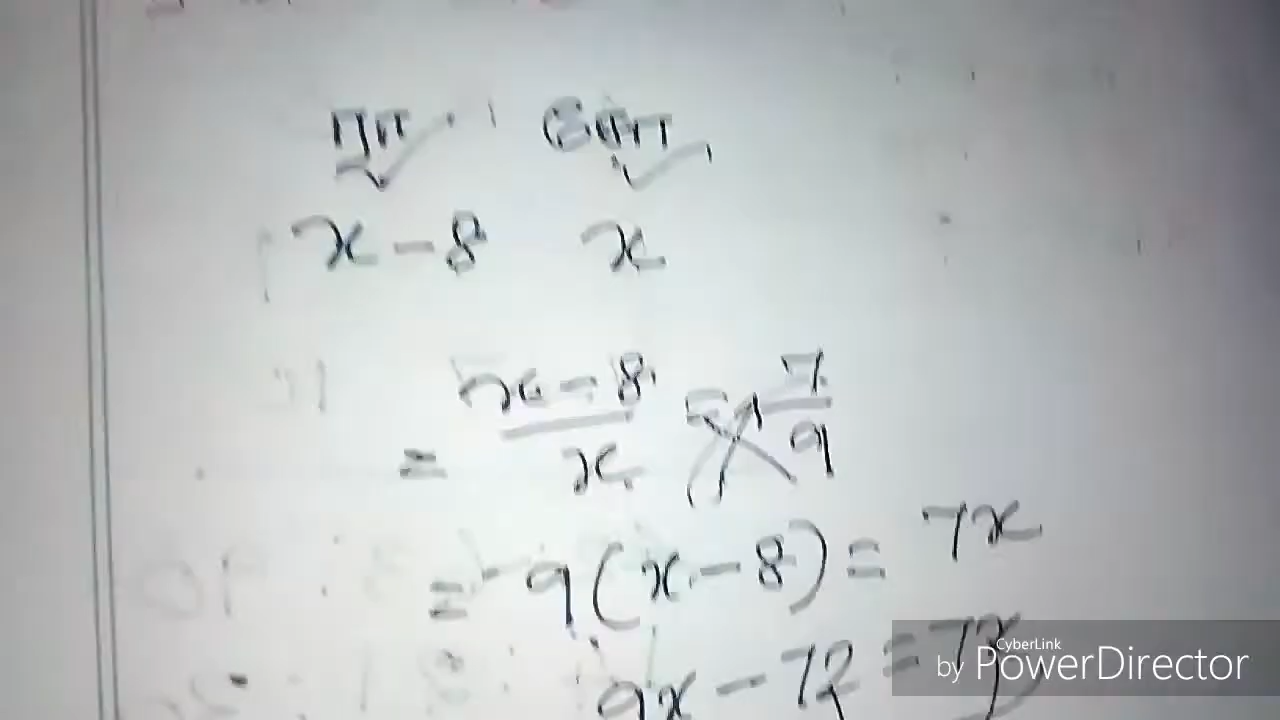 x - 8 x
= x - 8 / x 7 / 9
= 9(x - 8) = 7x
9x - 72 = 7x
CyberLink
by PowerDirector